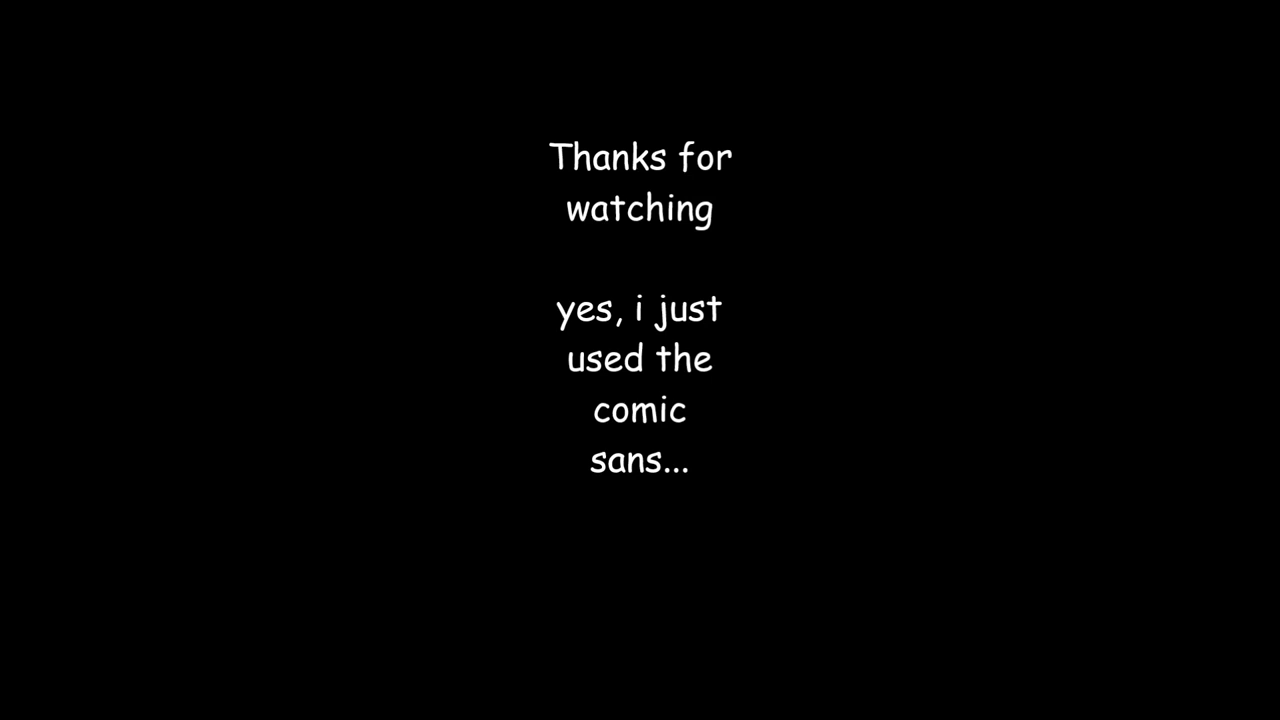 Thanks for
watching
yes, i just
used the
comic
sans...